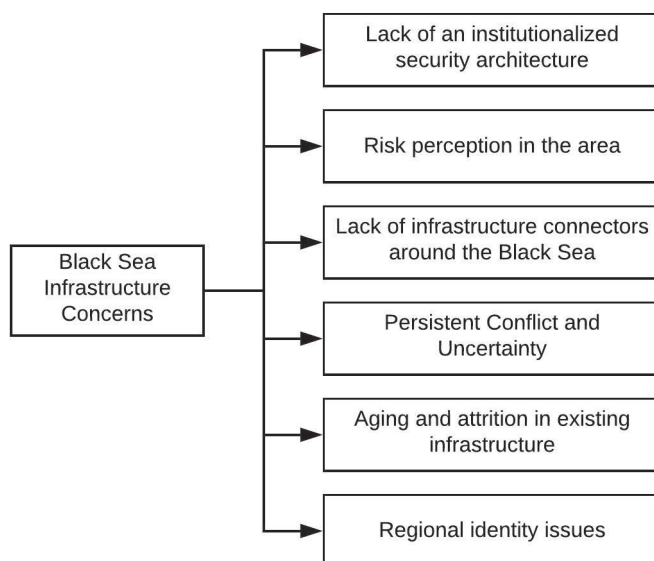 Lack of an institutionalized
security architecture
Risk perception in the area
Lack of infrastructure connectors
around the Black Sea
Black Sea
Infrastructure
Concerns
Persistent Conflict and
Uncertainty
Aging and attrition in existing
infrastructure
Regional identity issues